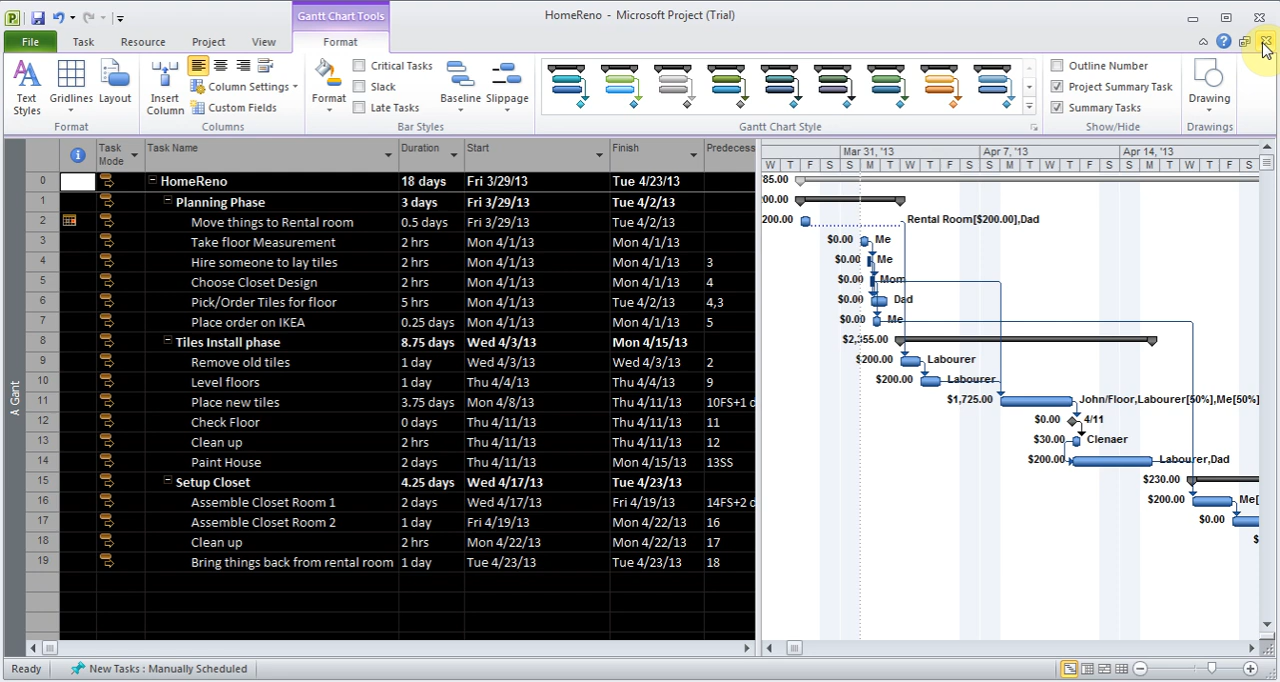 Gantt Chart Tools
HomeReno - Microsoft Project (Trial)
File Task Resource Project View Format
Text Styles
Gridlines
Layout
Format
Insert Column
Column Settings
Custom Fields
Columns
Format
Critical Tasks
Slack
Late Tasks
Baseline
Slippage
Bar Styles
Gantt Chart Style
Outline Number
Project Summary Task
Summary Tasks
Show/Hide
Drawing
Drawings
Task Mode Task Name Duration Start Finish Predecess
0 HomeReno 18 days Fri 3/29/13 Tue 4/23/13
1 Planning Phase 3 days Fri 3/29/13 Tue 4/2/13
2 Move things to Rental room 0.5 days Fri 3/29/13 Tue 4/2/13
3 Take floor Measurement 2 hrs Mon 4/1/13 Mon 4/1/13
4 Hire someone to lay tiles 2 hrs Mon 4/1/13 Mon 4/1/13 3
5 Choose Closet Design 2 hrs Mon 4/1/13 Mon 4/1/13 4
6 Pick/Order Tiles for floor 5 hrs Mon 4/1/13 Tue 4/2/13 4,3
7 Place order on IKEA 0.25 days Mon 4/1/13 Mon 4/1/13 5
8 Tiles Install phase 8.75 days Wed 4/3/13 Mon 4/15/13
9 Remove old tiles 1 day Wed 4/3/13 Wed 4/3/13 2
10 Level floors 1 day Thu 4/4/13 Thu 4/4/13 9
11 Place new tiles 3.75 days Mon 4/8/13 Thu 4/11/13 10FS+1 d
12 Check Floor 0 days Thu 4/11/13 Thu 4/11/13 11
13 Clean up 2 hrs Thu 4/11/13 Thu 4/11/13 12
14 Paint House 2 days Thu 4/11/13 Mon 4/15/13 13SS
15 Setup Closet 4.25 days Wed 4/17/13 Tue 4/23/13
16 Assemble Closet Room 1 2 days Wed 4/17/13 Fri 4/19/13 14FS+2 d
17 Assemble Closet Room 2 1 day Fri 4/19/13 Mon 4/22/13 16
18 Clean up 2 hrs Mon 4/22/13 Mon 4/22/13 17
19 Bring things back from rental room 1 day Tue 4/23/13 Tue 4/23/13 18
A Gant
Mar 31, '13 Apr 7, '13 Apr 14, '13
W T F S S M T W T F S S M T W T F S S M T W T F S
85.00
200.00
200.00 Rental Room[$200.00],Dad
$0.00 Me
$0.00 Me
$0.00 Mom
$0.00 Dad
$0.00 Me
$2,355.00
$200.00 Labourer
$200.00 Labourer
$1,725.00 John/Floor,Labourer[50%],Me[50%]
$0.00 4/11
$30.00 Clenaer
$200.00 Labourer,Dad
$230.00
$200.00 Me[
$0.00
$
Ready New Tasks : Manually Scheduled